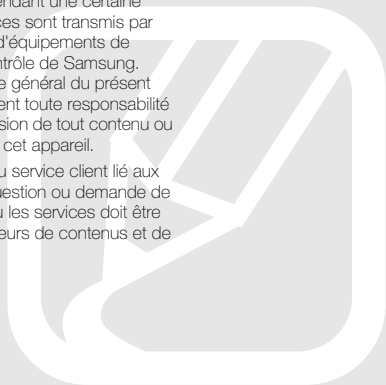 pendant une certaine
ces sont transmis par
d'équipements de
ntrôle de Samsung.
e général du présent
ent toute responsabilité
sion de tout contenu ou
cet appareil.
u service client lié aux
uestion ou demande de
u les services doit être
eurs de contenus et de